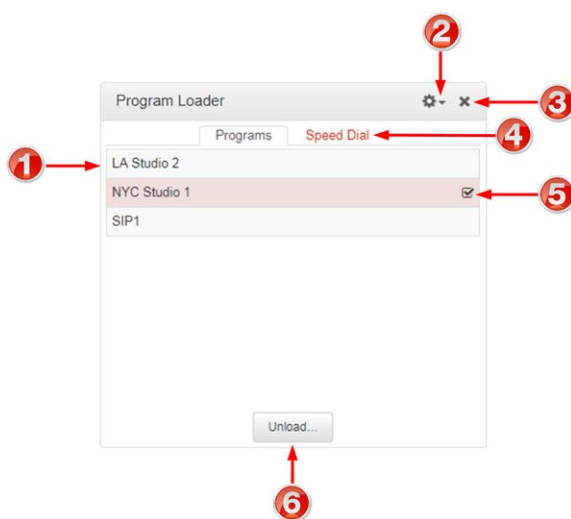 2
Program Loader
3
Programs
Speed Dial
4
1
LA Studio 2
NYC Studio 1
5
SIP1
Unload...
6